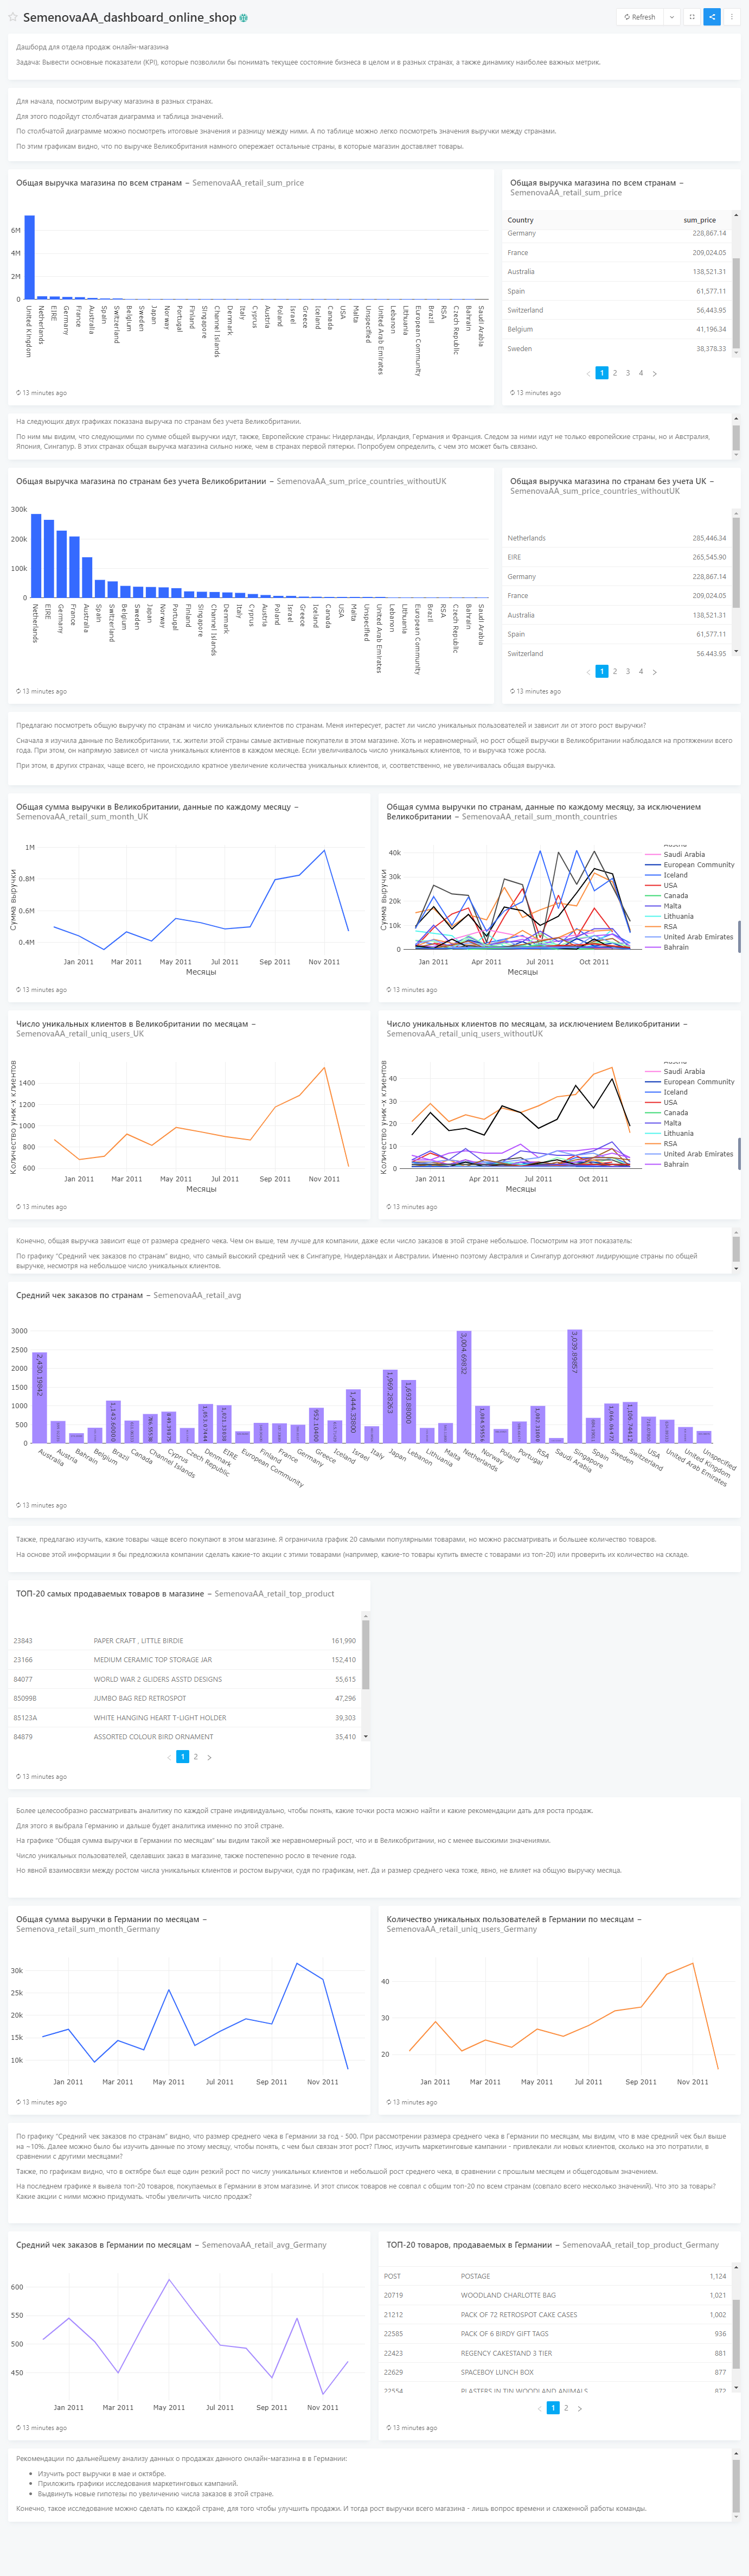 SemenovaAA_dashboard_online_shop
Refresh
Дашборд для отдела продаж онлайн-магазина
Задача: Вывести основные показатели (KPI), которые позволили бы понимать текущее состояние бизнеса в целом и в разных странах, а также динамику наиболее важных метрик.
Для начала, посмотрим выручку магазина в разных странах.
Для этого подойдут столбчатая диаграмма и таблица значений.
По столбчатой диаграмме можно посмотреть итоговые значения и разницу между ними. А по таблице можно легко посмотреть значения выручки между странами.
По этим графикам видно, что по выручке Великобритания намного опережает остальные страны, в которые магазин доставляет товары.
Общая выручка магазина по всем странам – SemenovaAA_retail_sum_price
6M
4M
2M
0
United Kingdom
Netherlands
EIRE
Germany
France
Australia
Spain
Switzerland
Belgium
Sweden
Japan
Norway
Portugal
Finland
Singapore
Channel Islands
Denmark
Italy
Cyprus
Austria
Poland
Israel
Greece
Iceland
Canada
USA
Malta
Unspecified
United Arab Emirates
Lebanon
Lithuania
European Community
Brazil
RSA
Czech Republic
Bahrain
Saudi Arabia
13 minutes ago
Общая выручка магазина по всем странам –
SemenovaAA_retail_sum_price
Country sum_price
Germany 228,867.14
France 209,024.05
Australia 138,521.31
Spain 61,577.11
Switzerland 56,443.95
Belgium 41,196.34
Sweden 38,378.33
1 2 3 4
13 minutes ago
На следующих двух графиках показана выручка по странам без учета Великобритании.
По ним мы видим, что следующими по сумме общей выручки идут, также, Европейские страны: Нидерланды, Ирландия, Германия и Франция. Следом за ними идут не только европейские страны, но и Австралия,
Япония, Сингапур. В этих странах общая выручка магазина сильно ниже, чем в странах первой пятерки. Попробуем определить, с чем это может быть связано.
Общая выручка магазина по странам без учета Великобритании – SemenovaAA_sum_price_countries_withoutUK
300k
200k
100k
0
Netherlands
EIRE
Germany
France
Australia
Spain
Switzerland
Belgium
Sweden
Japan
Norway
Portugal
Finland
Singapore
Channel Islands
Denmark
Italy
Cyprus
Austria
Poland
Israel
Greece
Iceland
Canada
USA
Malta
Unspecified
United Arab Emirates
Lebanon
Lithuania
European Community
Brazil
RSA
Czech Republic
Bahrain
Saudi Arabia
13 minutes ago
Общая выручка магазина по странам без учета UK –
SemenovaAA_sum_price_countries_withoutUK
Netherlands 285,446.34
EIRE 265,545.90
Germany 228,867.14
France 209,024.05
Australia 138,521.31
Spain 61,577.11
Switzerland 56,443.95
1 2 3 4
13 minutes ago
Предлагаю посмотреть общую выручку по странам и число уникальных клиентов по странам. Меня интересует, растет ли число уникальных пользователей и зависит ли от этого рост выручки?
Сначала я изучила данные по Великобритании, т.к. жители этой страны самые активные покупатели в этом магазине. Хоть и неравномерный, но рост общей выручки в Великобритании наблюдался на протяжении всего
года. При этом, он напрямую зависел от числа уникальных клиентов в каждом месяце. Если увеличивалось число уникальных клиентов, то и выручка тоже росла.
При этом, в других странах, чаще всего, не происходило кратное увеличение количества уникальных клиентов; и, соответственно, не увеличивалась общая выручка.
Общая сумма выручки в Великобритании, данные по каждому месяцу –
SemenovaAA_retail_sum_month_UK
Сумма выручки
1M
0.8M
0.6M
0.4M
Jan 2011 Mar 2011 May 2011 Jul 2011 Sep 2011 Nov 2011
Месяцы
13 minutes ago
Общая сумма выручки по странам, данные по каждому месяцу, за исключением
Великобритании – SemenovaAA_retail_sum_month_countries
Сумма выручки
40k
30k
20k
10k
0
Jan 2011 Apr 2011 Jul 2011 Oct 2011
Месяцы
Saudi Arabia
European Community
Iceland
USA
Canada
Malta
Lithuania
RSA
United Arab Emirates
Bahrain
13 minutes ago
Число уникальных клиентов в Великобритании по месяцам –
SemenovaAA_retail_uniq_users_UK
Количество уник-х клиентов
1400
1200
1000
800
600
Jan 2011 Mar 2011 May 2011 Jul 2011 Sep 2011 Nov 2011
Месяцы
13 minutes ago
Число уникальных клиентов по месяцам, за исключением Великобритании –
SemenovaAA_retail_uniq_users_withoutUK
Количество уник-х клиентов
40
30
20
10
0
Jan 2011 Apr 2011 Jul 2011 Oct 2011
Месяцы
Saudi Arabia
European Community
Iceland
USA
Canada
Malta
Lithuania
RSA
United Arab Emirates
Bahrain
13 minutes ago
Конечно, общая выручка зависит еще от размера среднего чека. Чем он выше, тем лучше для компании, даже если число заказов в этой стране небольшое. Посмотрим на этот показатель:
По графику "Средний чек заказов по странам" видно, что самый высокий средний чек в Сингапуре, Нидерландах и Австралии. Именно поэтому Австралия и Сингапур догоняют лидирующие страны по общей
выручке, несмотря на небольшое число уникальных клиентов.
Средний чек заказов по странам – SemenovaAA_retail_avg
3000
2500
2000
1500
1000
500
0
Australia
Austria
Bahrain
Belgium
Brazil
Canada
Channel Islands
Cyprus
Czech Republic
Denmark
EIRE
European Community
Finland
France
Germany
Greece
Iceland
Israel
Italy
Japan
Lebanon
Lithuania
Malta
Netherlands
Norway
Poland
Portugal
RSA
Saudi Arabia
Singapore
Spain
Sweden
Switzerland
USA
United Arab Emirates
United Kingdom
Unspecified
13 minutes ago
Также, предлагаю изучить, какие товары чаще всего покупают в этом магазине. Я ограничила график 20 самыми популярными товарами, но можно рассматривать и большее количество товаров.
На основе этой информации я бы предложила компании сделать какие-то акции с этими товарами (например, какие-то товары купить вместе с товарами из топ-20) или проверить их количество на складе.
ТОП-20 самых продаваемых товаров в магазине – SemenovaAA_retail_top_product
23843 PAPER CRAFT , LITTLE BIRDIE 161,990
23166 MEDIUM CERAMIC TOP STORAGE JAR 152,410
84077 WORLD WAR 2 GLIDERS ASSTD DESIGNS 55,615
85099B JUMBO BAG RED RETROSPOT 47,296
85123A WHITE HANGING HEART T-LIGHT HOLDER 39,303
84879 ASSORTED COLOUR BIRD ORNAMENT 35,410
1 2
13 minutes ago
Более целесообразно рассматривать аналитику по каждой стране индивидуально, чтобы понять, какие точки роста можно найти и какие рекомендации дать для роста продаж.
Для этого я выбрала Германию и дальше будет аналитика именно по этой стране.
На графике "Общая сумма выручки в Германии по месяцам" мы видим такой же неравномерный рост, что и в Великобритании, но с менее высокими значениями.
Число уникальных пользователей, сделавших заказ в магазине, также постепенно росло в течение года.
Но явной взаимосвязи между ростом числа уникальных клиентов и ростом выручки, судя по графикам, нет. Да и размер среднего чека тоже, явно, не влияет на общую выручку месяца.
Общая сумма выручки в Германии по месяцам –
Semenova_retail_sum_month_Germany
30k
25k
20k
15k
10k
Jan 2011 Mar 2011 May 2011 Jul 2011 Sep 2011 Nov 2011
13 minutes ago
Количество уникальных пользователей в Германии по месяцам –
SemenovaAA_retail_uniq_users_Germany
40
30
20
Jan 2011 Mar 2011 May 2011 Jul 2011 Sep 2011 Nov 2011
13 minutes ago
По графику "Средний чек заказов по странам" видно, что размер среднего чека в Германии за год - 500. При рассмотрении размера среднего чека в Германии по месяцам, мы видим, что в мае средний чек был выше
на ~10%. Далее можно было бы изучить данные по этому месяцу, чтобы понять, с чем был связан этот рост? Плюс, изучить маркетинговые кампании - привлекали ли новых клиентов, сколько на это потратили, в
сравнении с другими месяцами?
Также, по графикам видно, что в октябре был еще один резкий рост по числу уникальных клиентов и небольшой рост среднего чека, в сравнении с прошлым месяцем и общегодовым значением.
На последнем графике я вывела топ-20 товаров, покупаемых в Германии в этом магазине. И этот список товаров не совпал с общим топ-20 по всем странам (совпало всего несколько значений). Что это за товары?
Какие акции с ними можно придумать, чтобы увеличить число продаж?
Средний чек заказов в Германии по месяцам – SemenovaAA_retail_avg_Germany
600
550
500
450
Jan 2011 Mar 2011 May 2011 Jul 2011 Sep 2011 Nov 2011
13 minutes ago
ТОП-20 товаров, продаваемых в Германии – SemenovaAA_retail_top_product_Germany
POST POSTAGE 1,124
20719 WOODLAND CHARLOTTE BAG 1,021
21212 PACK OF 72 RETROSPOT CAKE CASES 1,002
22585 PACK OF 6 BIRDY GIFT TAGS 936
22423 REGENCY CAKESTAND 3 TIER 881
22629 SPACEBOY LUNCH BOX 877
22554 PLASTERS IN TIN WOODLAND ANIMALS 872
1 2
13 minutes ago
Рекомендации по дальнейшему анализу данных о продажах данного онлайн-магазина в в Германии:
Изучить рост выручки в мае и октябре.
Приложить графики исследования маркетинговых кампаний.
Выдвинуть новые гипотезы по увеличению числа заказов в этой стране.
Конечно, такое исследование можно сделать по каждой стране, для того чтобы улучшить продажи. И тогда рост выручки всего магазина - лишь вопрос времени и слаженной работы команды.